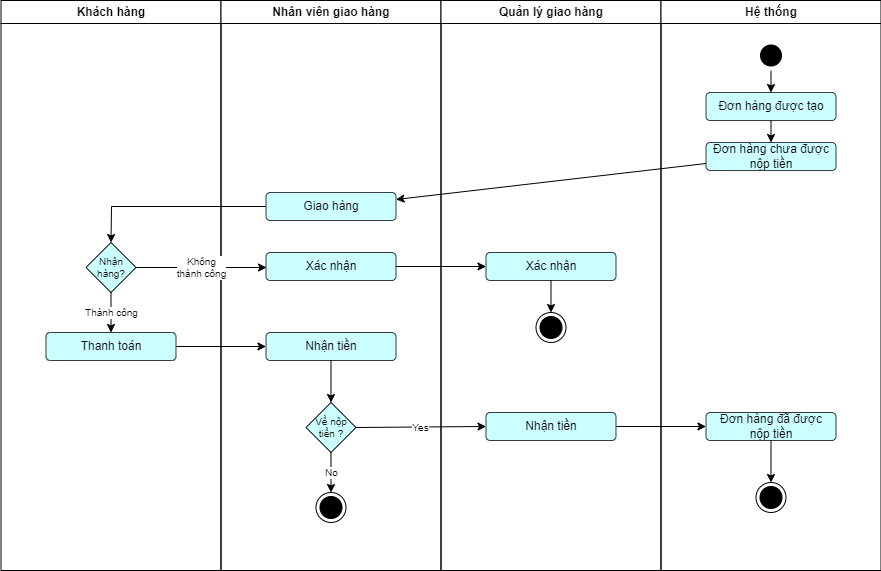 Khách hàng
Nhân viên giao hàng
Quản lý giao hàng
Hệ thống
Đơn hàng được tạo
Đơn hàng chưa được
nộp tiền
Giao hàng
Nhận
hàng?
Không
thành công
Xác nhận
Xác nhận
Thành công
Thanh toán
Nhận tiền
Về nộp
tiền ?
Yes
Nhận tiền
Đơn hàng đã được
nộp tiền
No